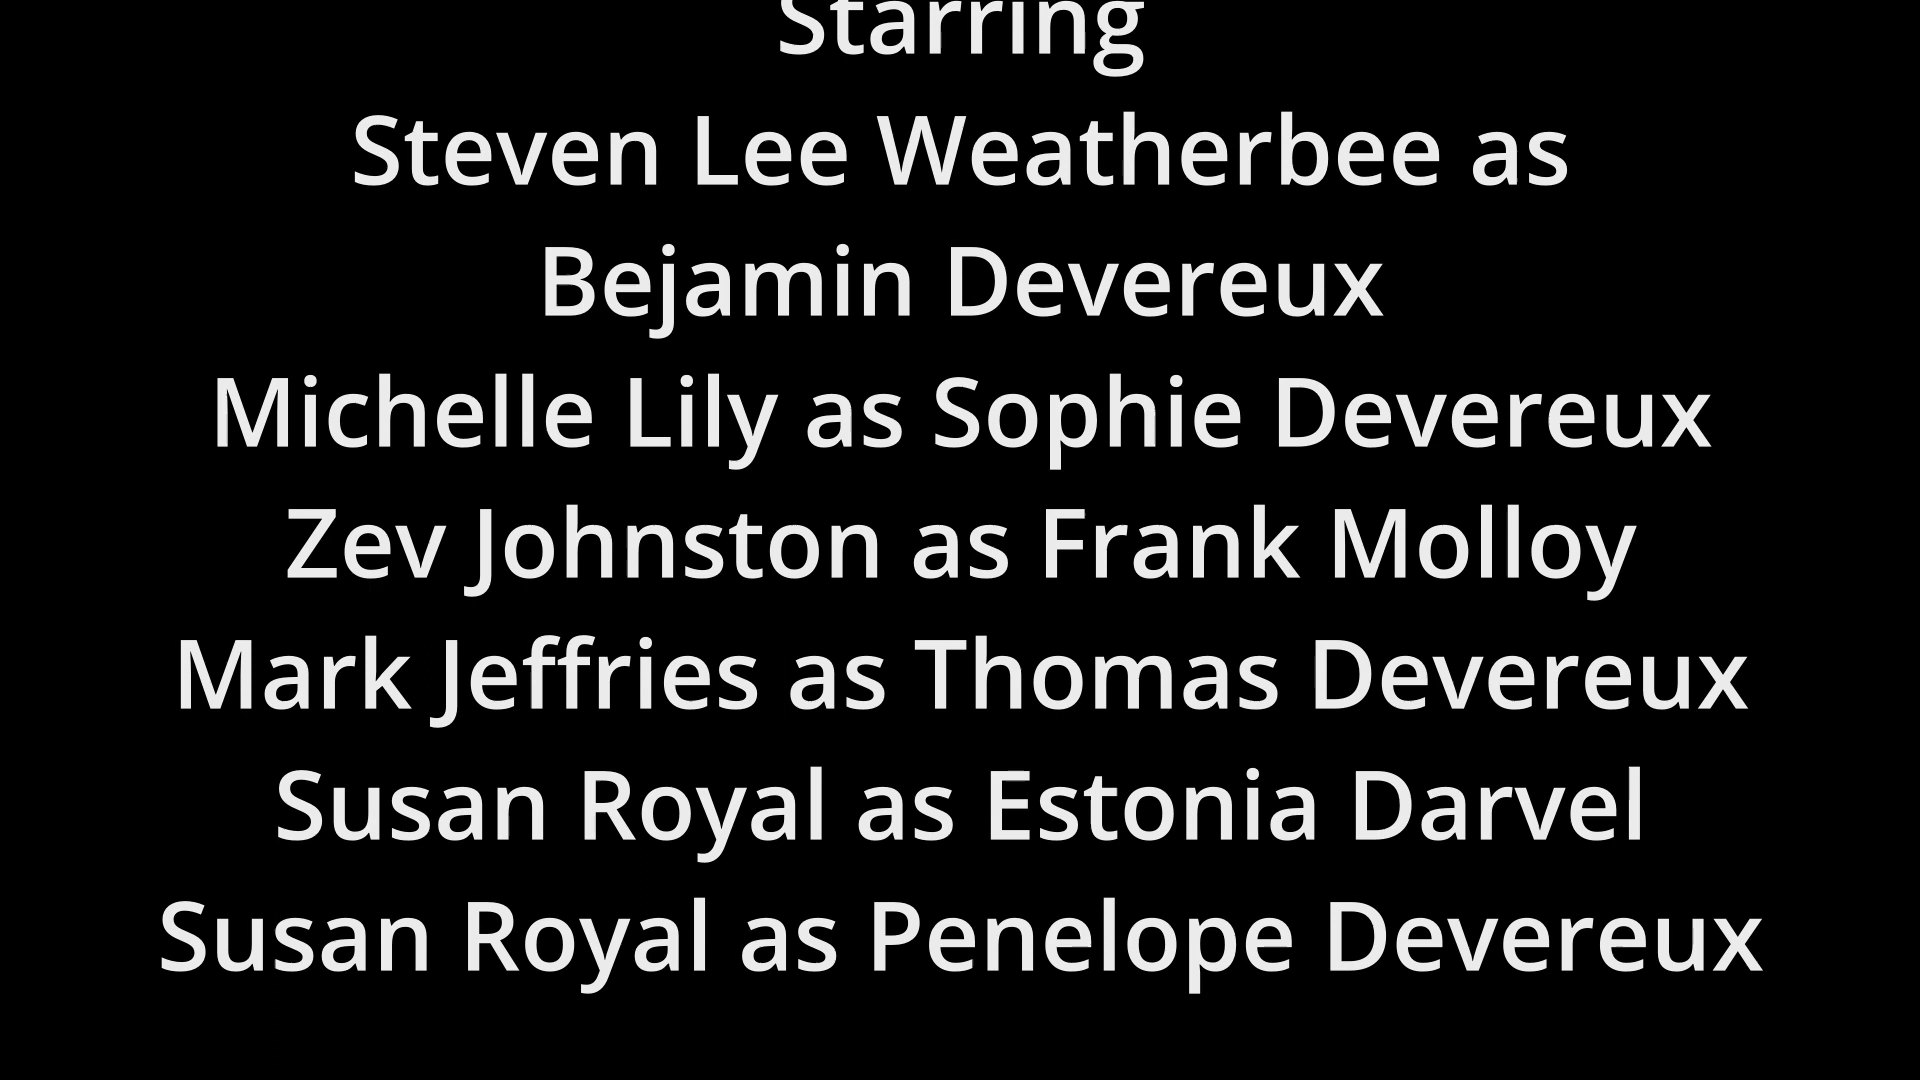 Starring
Steven Lee Weatherbee as
Bejamin Devereux
Michelle Lily as Sophie Devereux
Zev Johnston as Frank Molloy
Mark Jeffries as Thomas Devereux
Susan Royal as Estonia Darvel
Susan Royal as Penelope Devereux